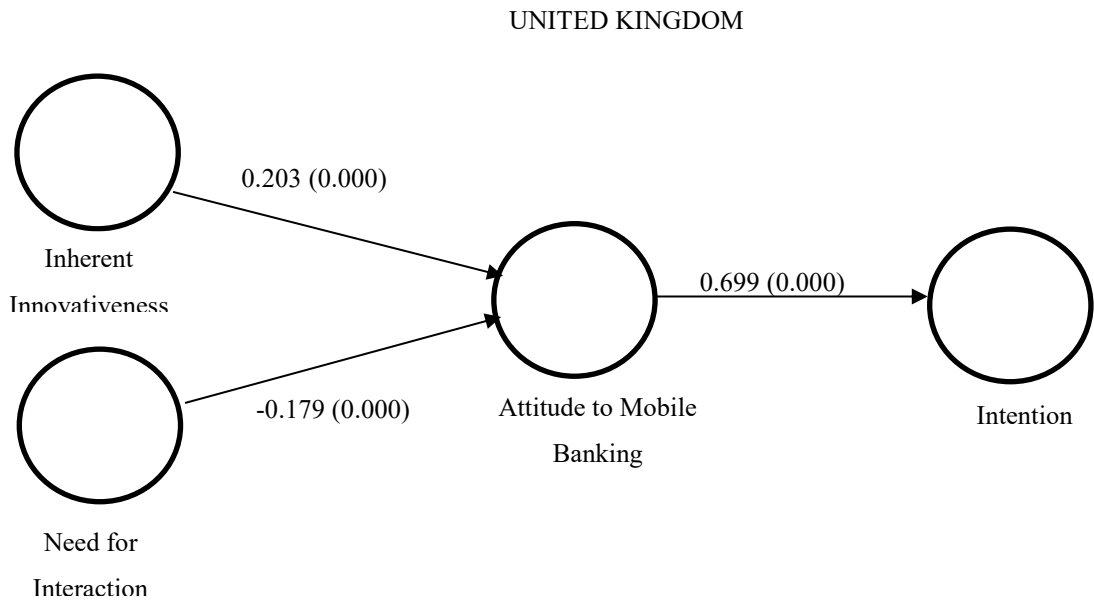 UNITED KINGDOM
0.203 (0.000)
Inherent
Innovativeness
0.699 (0.000)
-0.179 (0.000)
Attitude to Mobile
Banking
Intention
Need for
Interaction